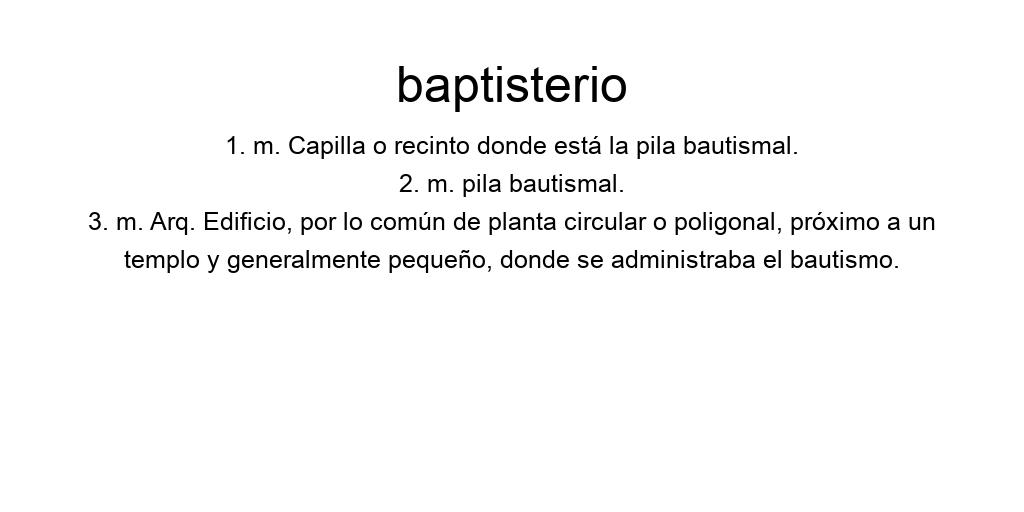 baptisterio
1. m. Capilla o recinto donde está la pila bautismal.
2. m. pila bautismal.
3. m. Arq. Edificio, por lo común de planta circular o poligonal, próximo a un
templo y generalmente pequeño, donde se administraba el bautismo.